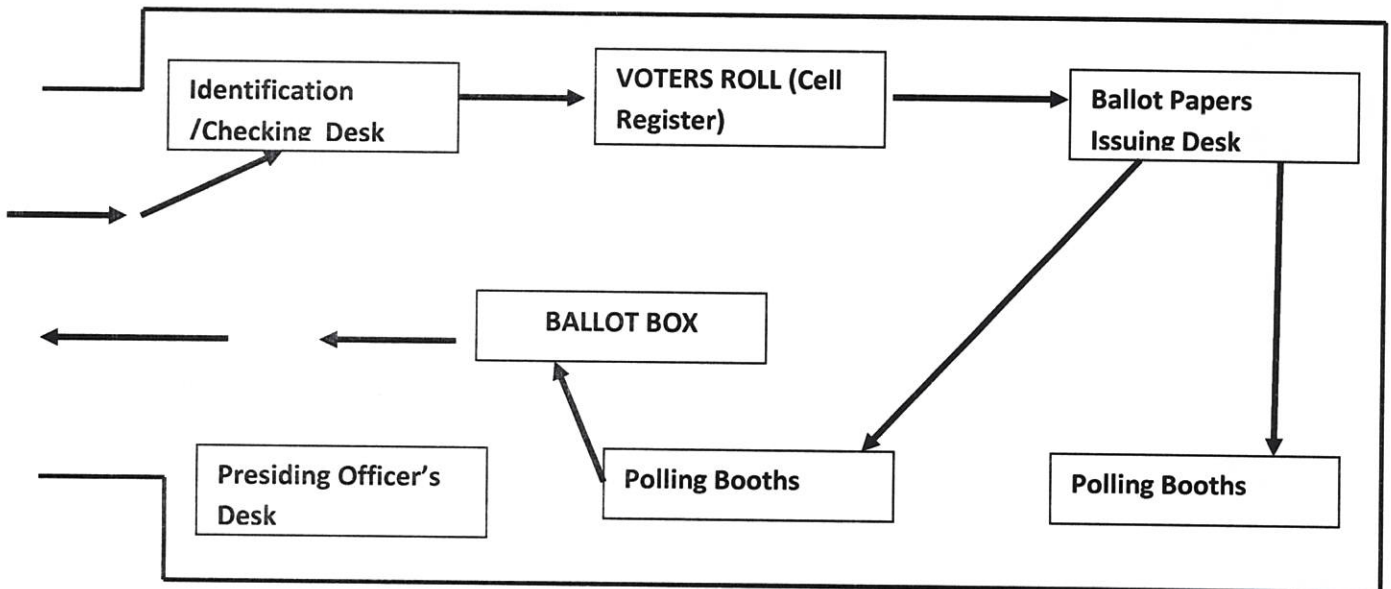 Identification
/Checking Desk
VOTERS ROLL (Cell
Register)
Ballot Papers
Issuing Desk
BALLOT BOX
Presiding Officer's
Desk
Polling Booths
Polling Booths